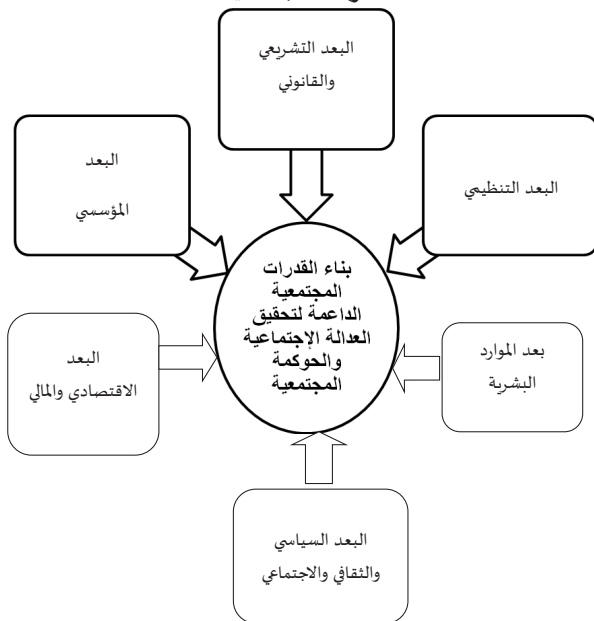 البعد التشريعي
والقانوني
البعد التنظيمي
البعد
المؤسسي
بناء القدرات
المجتمعية
الداعمة لتحقيق
العدالة الإجتماعية
والحوكمة
المجتمعية
بعد الموارد
البشرية
البعد
الاقتصادي والمالي
البعد السياسي
والثقافي والاجتماعي